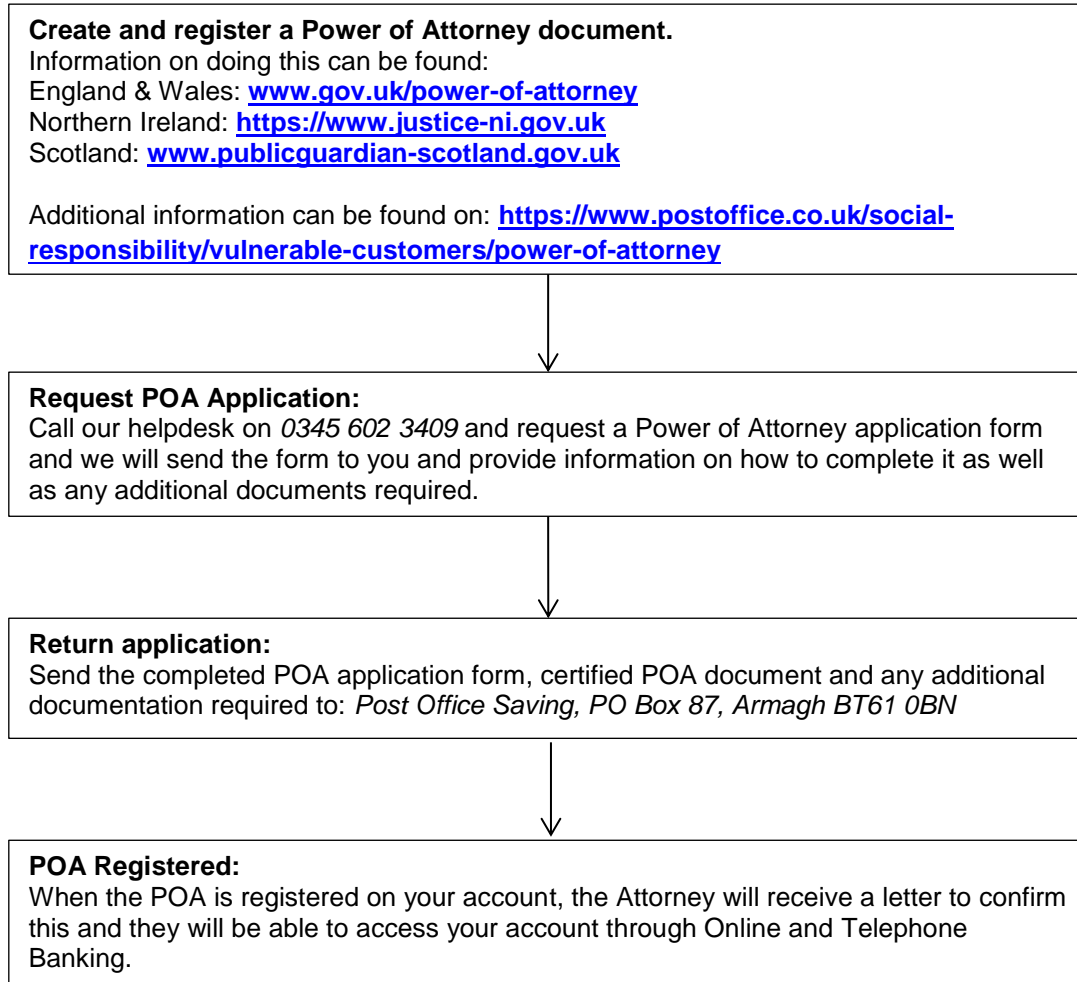 Create and register a Power of Attorney document.
Information on doing this can be found:
England & Wales: www.gov.uk/power-of-attorney
Northern Ireland: https://www.justice-ni.gov.uk
Scotland: www.publicguardian-scotland.gov.uk
Additional information can be found on: https://www.postoffice.co.uk/social-
responsibility/vulnerable-customers/power-of-attorney
Request POA Application:
Call our helpdesk on 0345 602 3409 and request a Power of Attorney application form
and we will send the form to you and provide information on how to complete it as well
as any additional documents required.
Return application:
Send the completed POA application form, certified POA document and any additional
documentation required to: Post Office Saving, PO Box 87, Armagh BT61 0BN
POA Registered:
When the POA is registered on your account, the Attorney will receive a letter to confirm
this and they will be able to access your account through Online and Telephone
Banking.